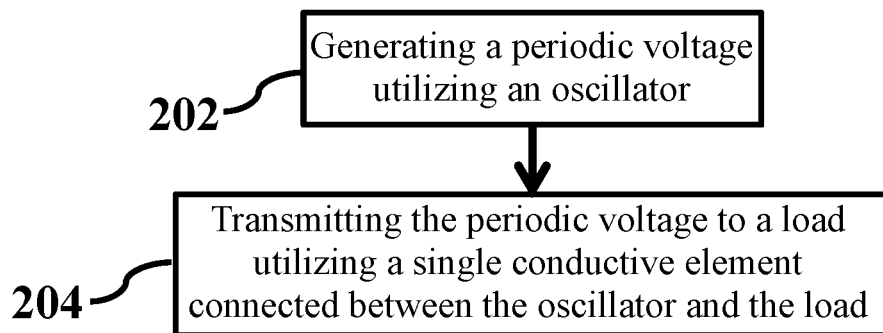 Generating a periodic voltage
utilizing an oscillator
202
Transmitting the periodic voltage to a load
utilizing a single conductive element
connected between the oscillator and the load
204